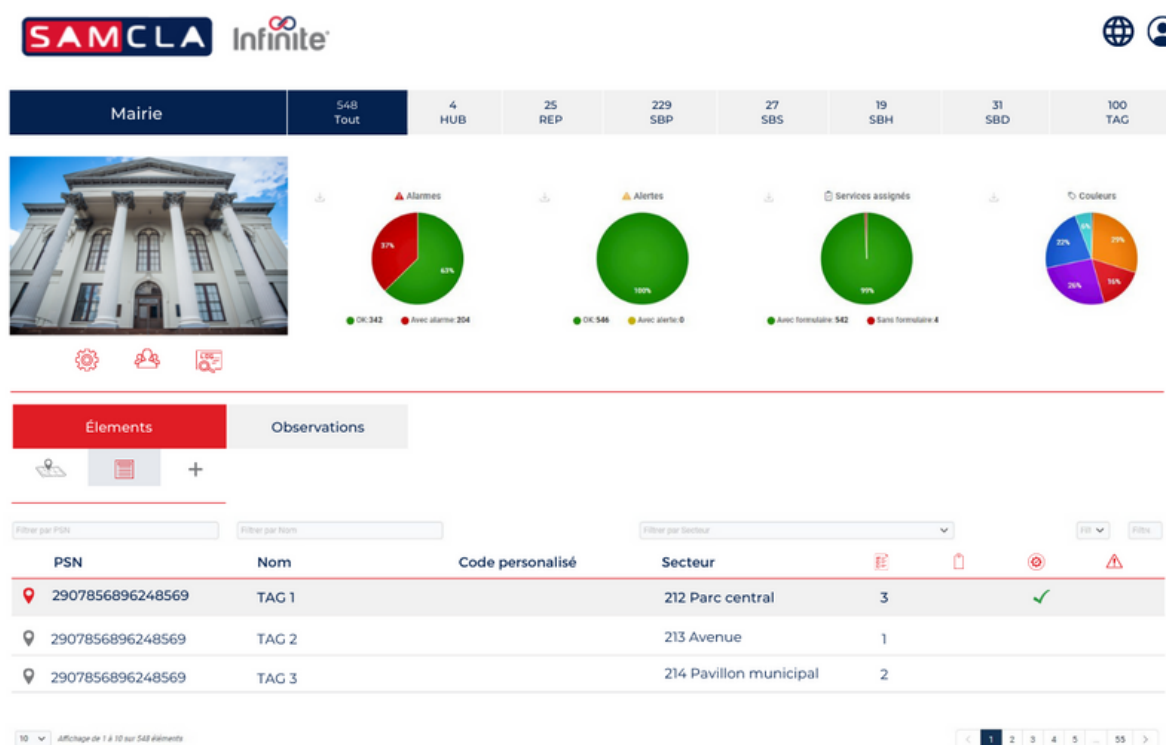 SAMCLA Infinite
Mairie
548 Tout
4 HUB
25 REP
229 SBP
27 SBS
19 SBH
31 SBD
100 TAG
Alarmes
37%
63%
OK: 342 Avec alarme: 204
Alertes
100%
OK: 546 Avec alerte: 0
Services assignés
99%
Avec formulaire: 542 Sans formulaire: 4
Couleurs
6%
22%
29%
26%
16%
LOG
Élements Observations
Filtrer par PSN Filtrer par Nom Filtrer par Secteur Filt Filtra
PSN Nom Code personalisé Secteur
2907856896248569 TAG 1 212 Parc central 3
2907856896248569 TAG 2 213 Avenue 1
2907856896248569 TAG 3 214 Pavillon municipal 2
10 Affichage de 1 à 10 sur 548 éléments < 1 2 3 4 5 ... 55 >